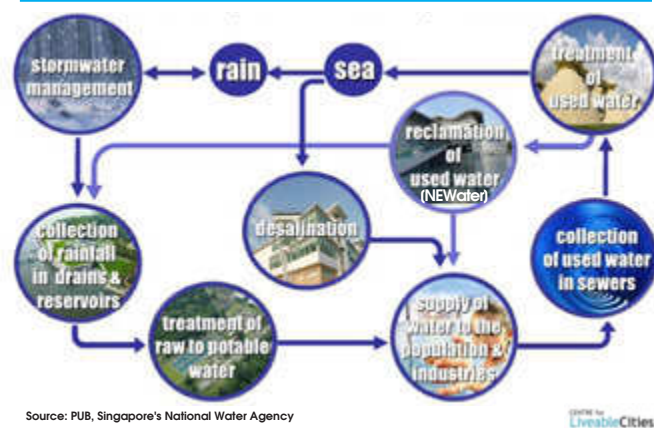 stormwater
management
rain
sea
treatment
of
used water
reclamation
of
used water
(NEWater)
collection
of rainfall
in drains &
reservoirs
desalination
collection
of used water
in sewers
treatment of
raw to potable
water
supply of
water to the
population &
industries
Source: PUB, Singapore's National Water Agency
CENTRE for
LiveableCities